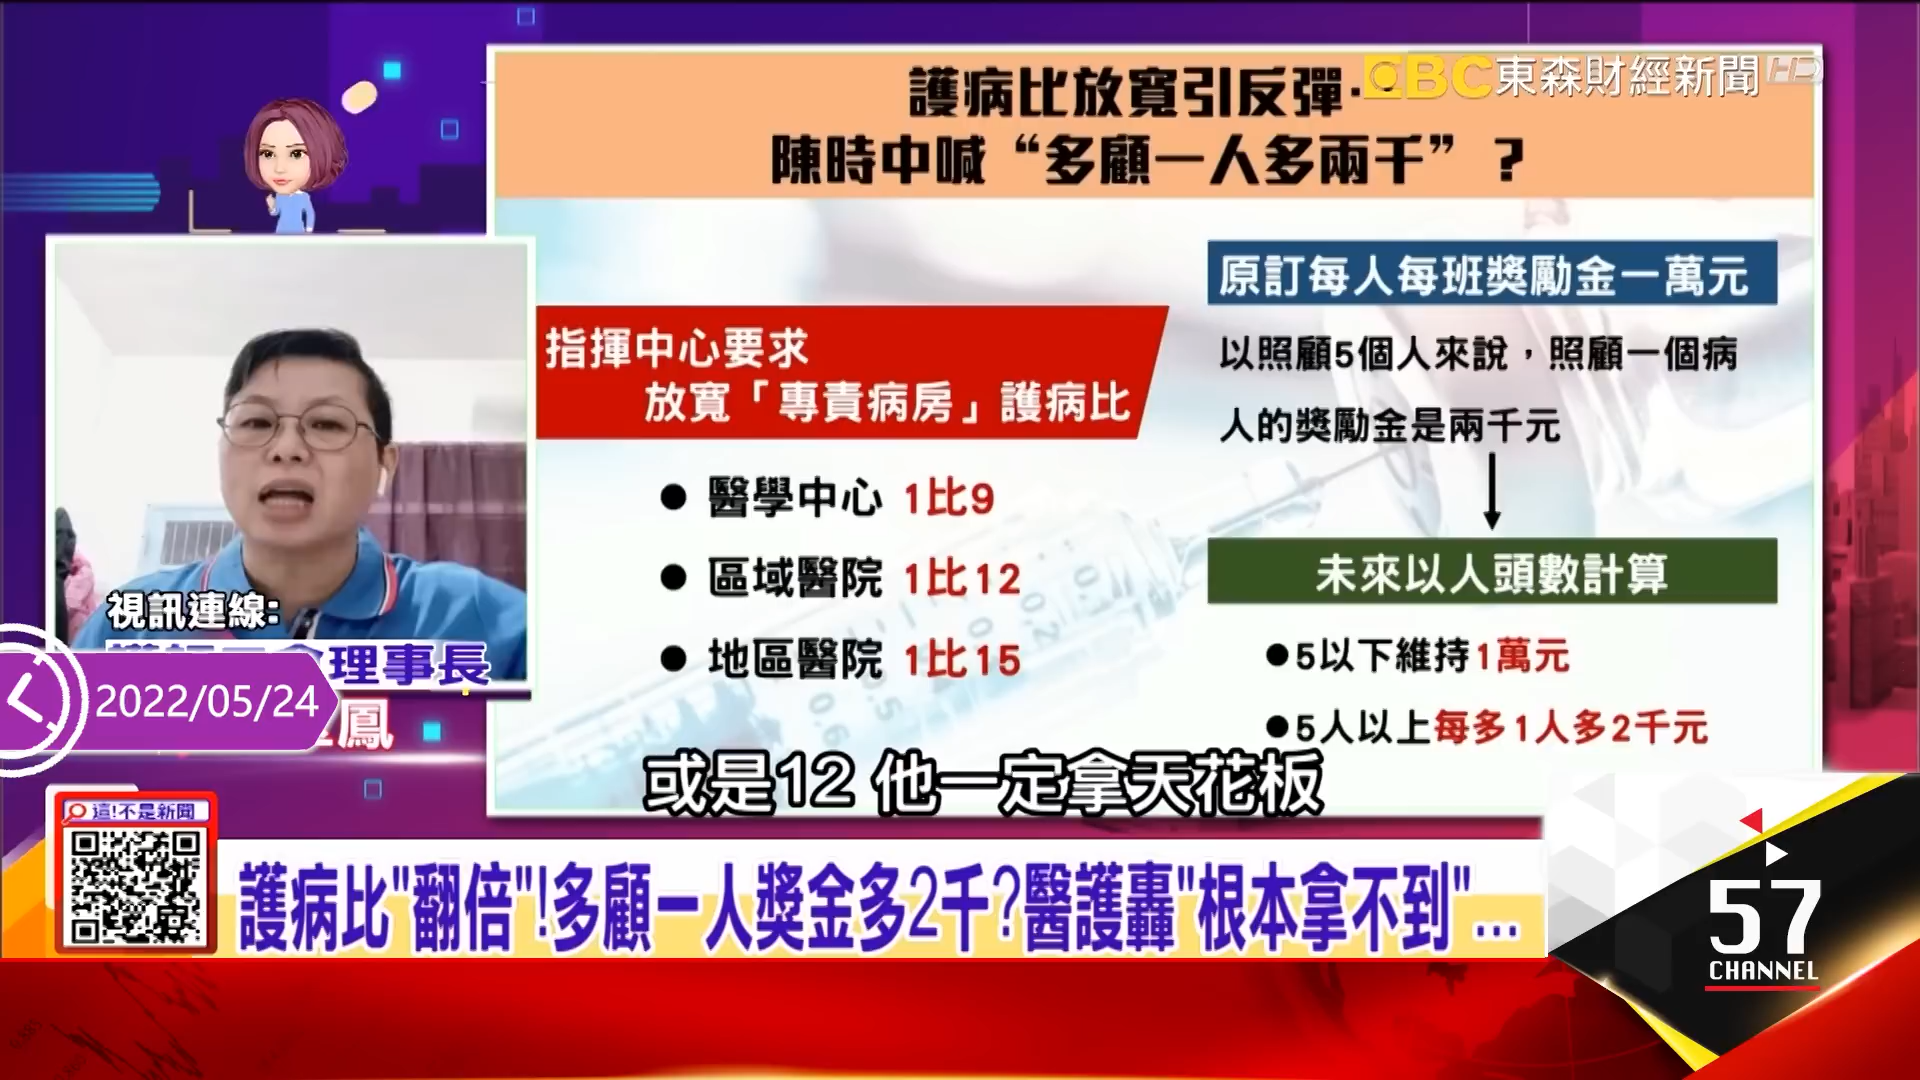 護病比放寬引反彈··
陳時中喊“多顧一人多兩千”？
EBC東森財經新聞HD
原訂每人每班獎勵金一萬元
以照顧5個人來說，照顧一個病
人的獎勵金是兩千元
未來以人頭數計算
●5以下維持1萬元
●5人以上每多1人多2千元
指揮中心要求
放寬「專責病房」護病比
● 醫學中心 1比9
● 區域醫院 1比12
● 地區醫院 1比15
視訊連線:
理事長
鳳
2022/05/24
或是12 他一定拿天花板
這!不是新聞
護病比"翻倍"!多顧一人獎金多2千?醫護轟"根本拿不到"...
57
CHANNEL